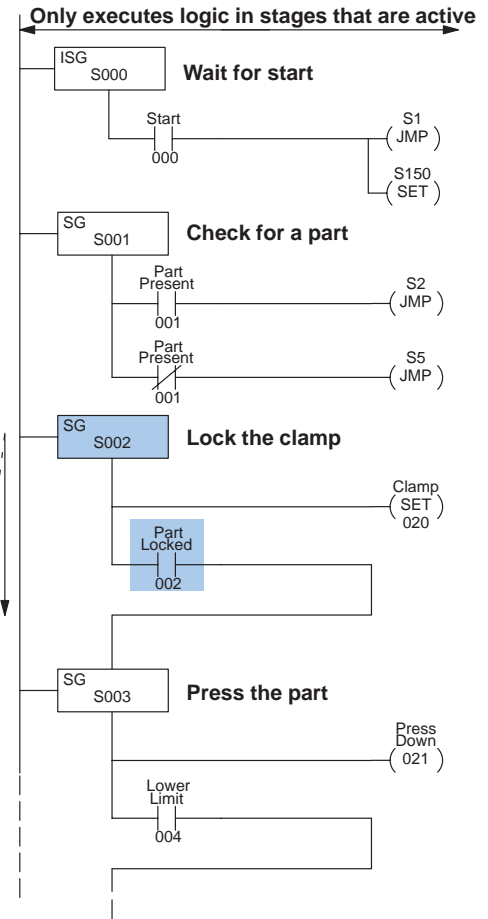 Only executes logic in stages that are active
ISG
S000
Wait for start
Start
000
S1
JMP
S150
SET
SG
S001
Check for a part
Part
Present
001
S2
JMP
Part
Present
001
S5
JMP
SG
S002
Lock the clamp
Clamp
SET
020
Part
Locked
002
SG
S003
Press the part
Press
Down
021
Lower
Limit
004